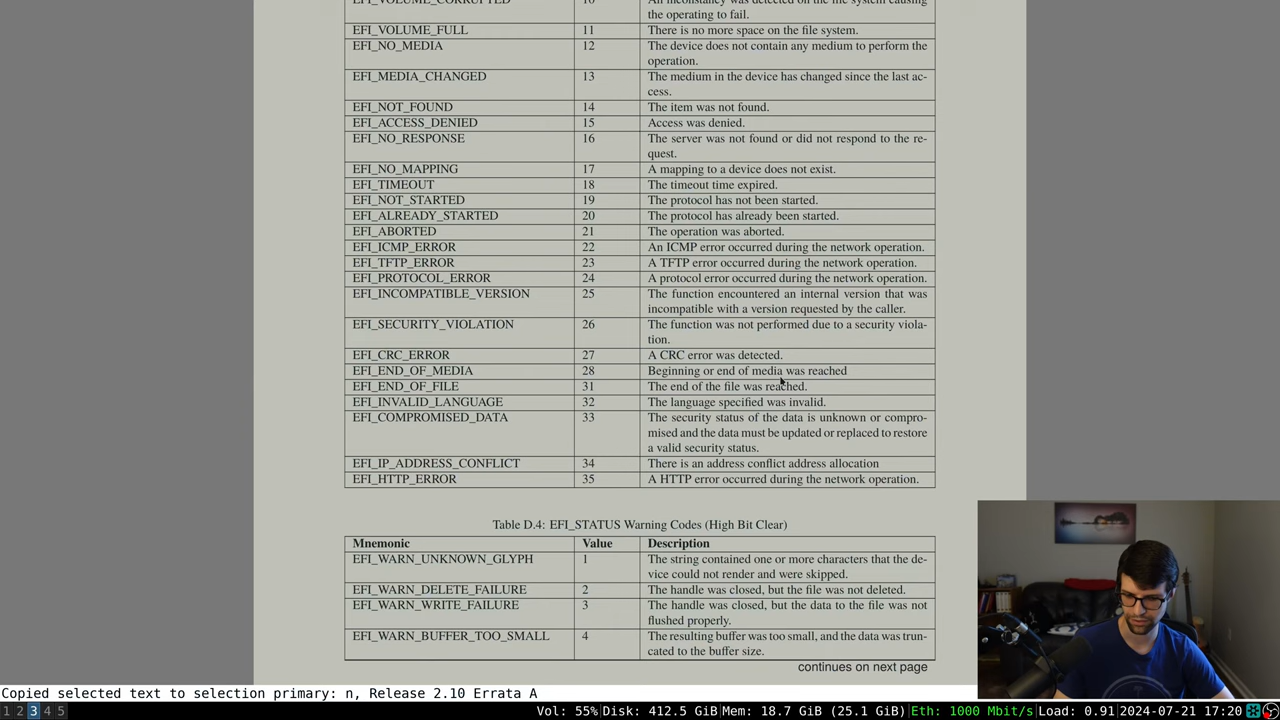 EFI_VOLUME_CORRUPTED 10 An inconstancy was detected on the file system causing
the operating to fail.
EFI_VOLUME_FULL 11 There is no more space on the file system.
EFI_NO_MEDIA 12 The device does not contain any medium to perform the
operation.
EFI_MEDIA_CHANGED 13 The medium in the device has changed since the last ac-
cess.
EFI_NOT_FOUND 14 The item was not found.
EFI_ACCESS_DENIED 15 Access was denied.
EFI_NO_RESPONSE 16 The server was not found or did not respond to the re-
quest.
EFI_NO_MAPPING 17 A mapping to a device does not exist.
EFI_TIMEOUT 18 The timeout time expired.
EFI_NOT_STARTED 19 The protocol has not been started.
EFI_ALREADY_STARTED 20 The protocol has already been started.
EFI_ABORTED 21 The operation was aborted.
EFI_ICMP_ERROR 22 An ICMP error occurred during the network operation.
EFI_TFTP_ERROR 23 A TFTP error occurred during the network operation.
EFI_PROTOCOL_ERROR 24 A protocol error occurred during the network operation.
EFI_INCOMPATIBLE_VERSION 25 The function encountered an internal version that was
incompatible with a version requested by the caller.
EFI_SECURITY_VIOLATION 26 The function was not performed due to a security viola-
tion.
EFI_CRC_ERROR 27 A CRC error was detected.
EFI_END_OF_MEDIA 28 Beginning or end of media was reached
EFI_END_OF_FILE 31 The end of the file was reached.
EFI_INVALID_LANGUAGE 32 The language specified was invalid.
EFI_COMPROMISED_DATA 33 The security status of the data is unknown or compro-
mised and the data must be updated or replaced to restore
a valid security status.
EFI_IP_ADDRESS_CONFLICT 34 There is an address conflict address allocation
EFI_HTTP_ERROR 35 A HTTP error occurred during the network operation.
Table D.4: EFI_STATUS Warning Codes (High Bit Clear)
Mnemonic Value Description
EFI_WARN_UNKNOWN_GLYPH 1 The string contained one or more characters that the de-
vice could not render and were skipped.
EFI_WARN_DELETE_FAILURE 2 The handle was closed, but the file was not deleted.
EFI_WARN_WRITE_FAILURE 3 The handle was closed, but the data to the file was not
flushed properly.
EFI_WARN_BUFFER_TOO_SMALL 4 The resulting buffer was too small, and the data was trun-
cated to the buffer size.
continues on next page
Copied selected text to selection primary: n, Release 2.10 Errata A
1 2 3 4 5 Vol: 55% Disk: 412.5 GiB Mem: 18.7 GiB (25.1 GiB) Eth: 1000 Mbit/s Load: 0.91 2024-07-21 17:20